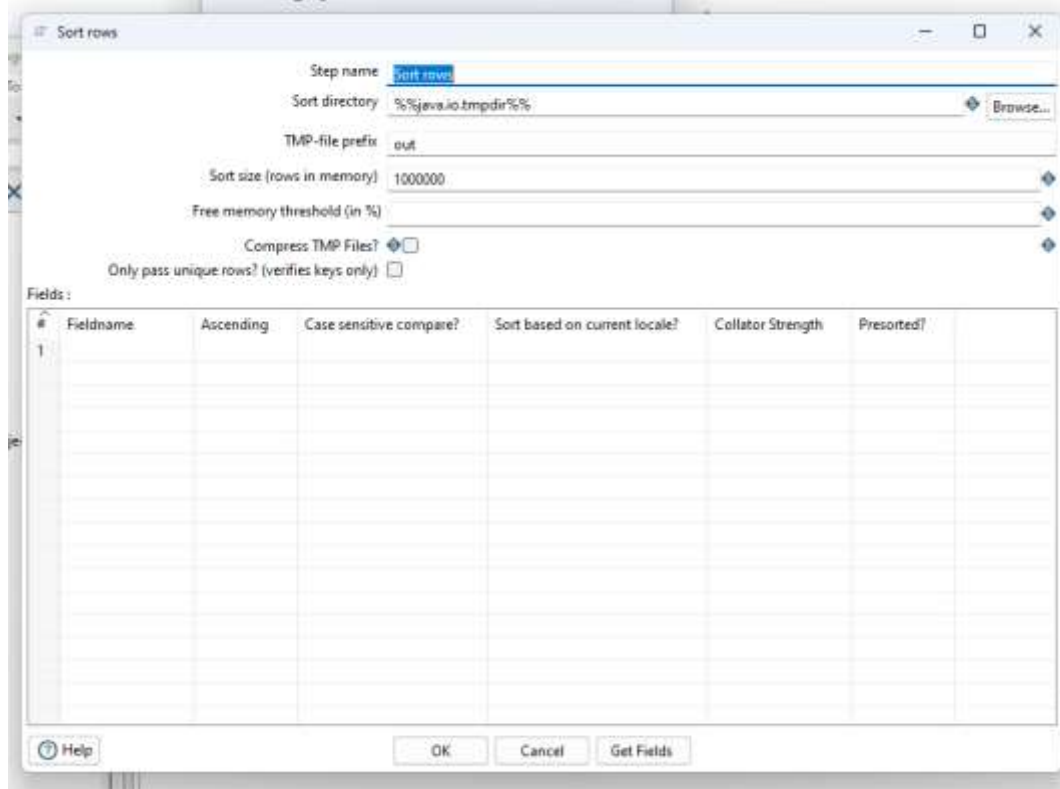 Sort rows
Step name Sort rows
Sort directory %%java.io.tmpdir%% Browse...
TMP-file prefix out
Sort size (rows in memory) 1000000
Free memory threshold (in %)
Compress TMP Files?
Only pass unique rows? (verifies keys only)
Fields :
# Fieldname Ascending Case sensitive compare? Sort based on current locale? Collator Strength Presorted?
1
Help OK Cancel Get Fields